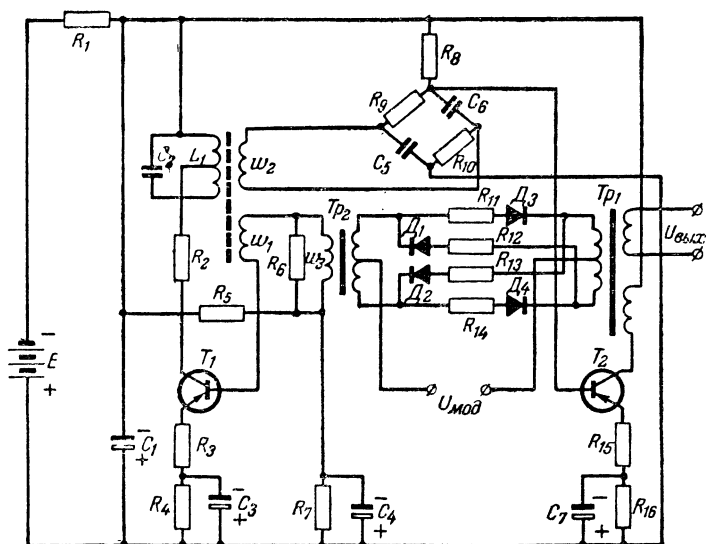 R1
R8
R9
C6
C5
R10
L1
w2
Tp2
R11
Д3
Tp1
Д1
R12
w1
R6
w3
R13
Uвых
R2
R5
Д2
Д4
R14
E
T1
Uмод
T2
R3
R15
C1
R4
C3
R7
C4
C7
R16
− + − + − + − + − +